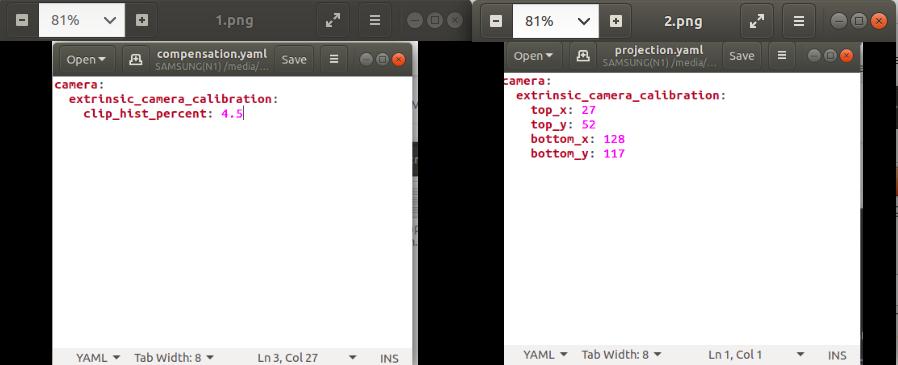 81%
1.png
Open
compensation.yaml
SAMSUNG(N1) /media/...
Save
camera:
extrinsic_camera_calibration:
clip_hist_percent: 4.5
YAML
Tab Width: 8
Ln 3, Col 27
INS
81%
2.png
Open
projection.yaml
SAMSUNG(N1) /media/...
Save
camera:
extrinsic_camera_calibration:
top_x: 27
top_y: 52
bottom_x: 128
bottom_y: 117
YAML
Tab Width: 8
Ln 1, Col 1
INS